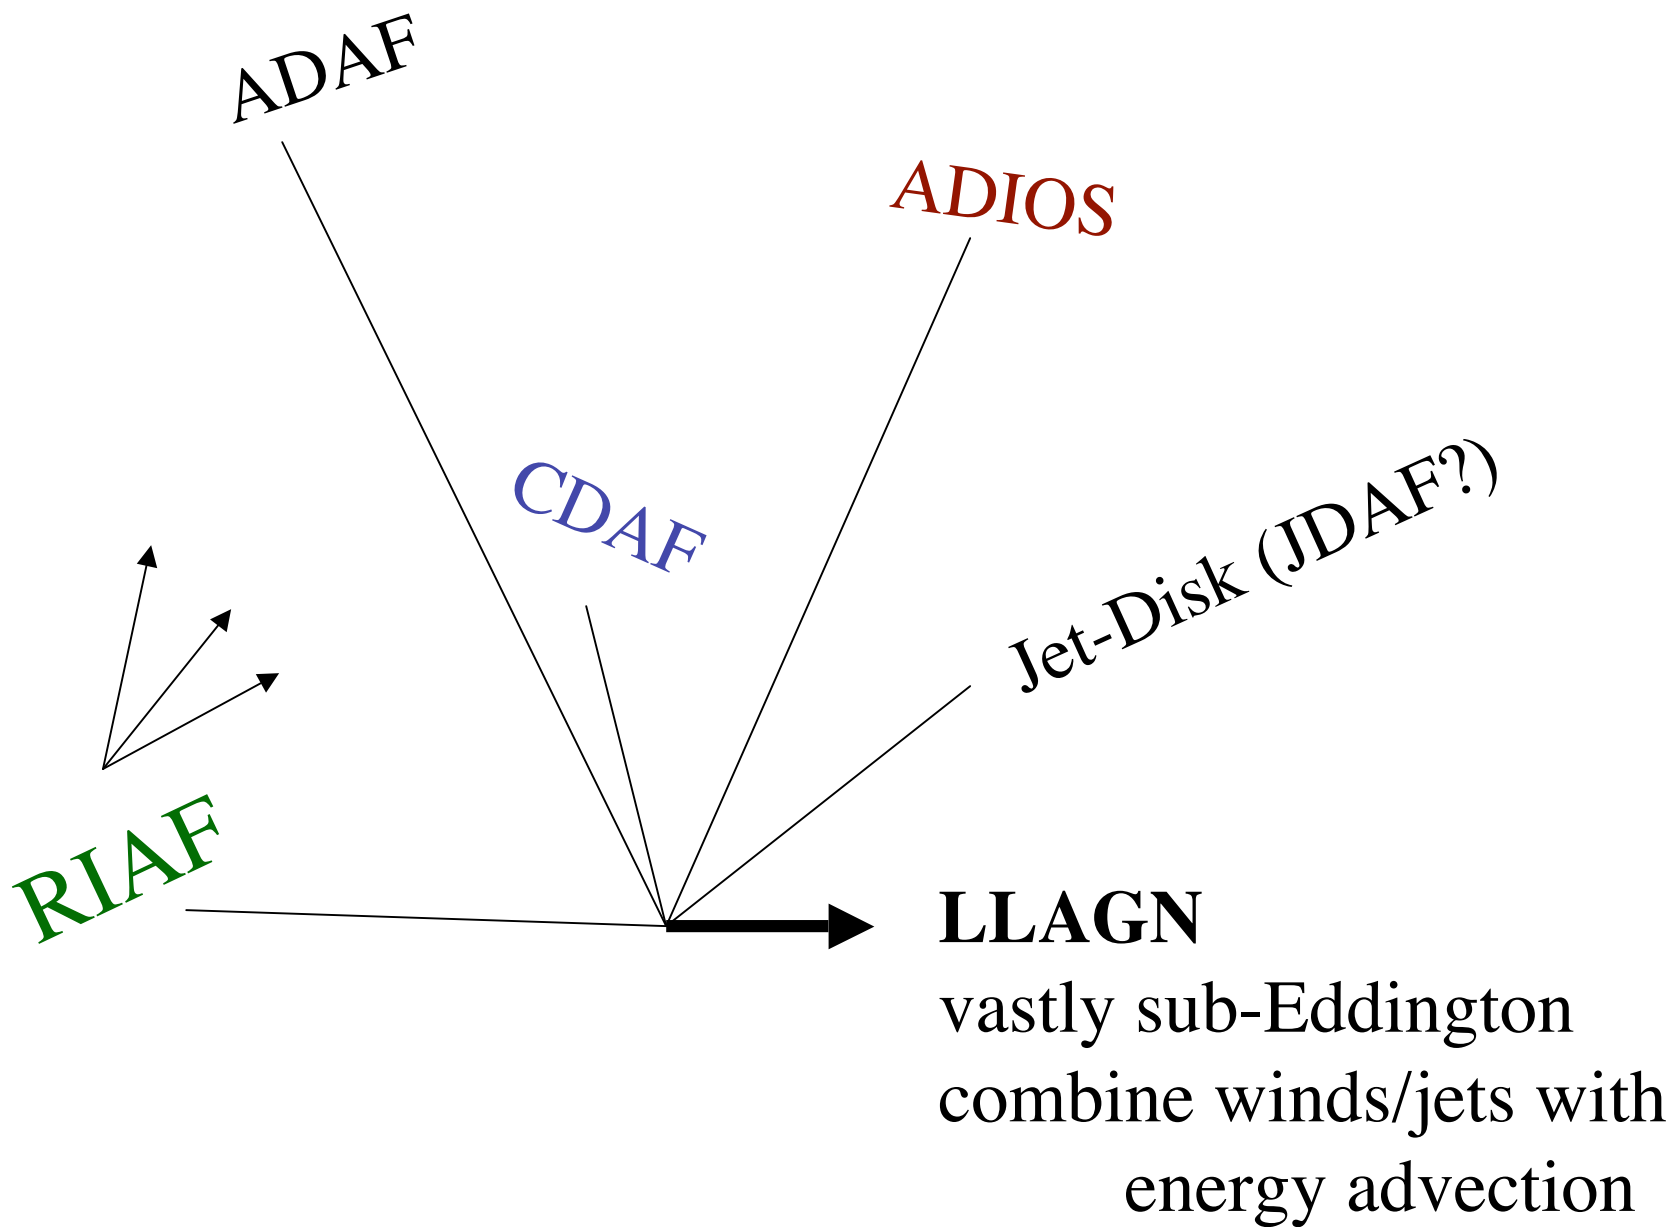 ADAF
ADIOS
CDAF
Jet-Disk (JDAF?)
RIAF
LLAGN
vastly sub-Eddington
combine winds/jets with
energy advection